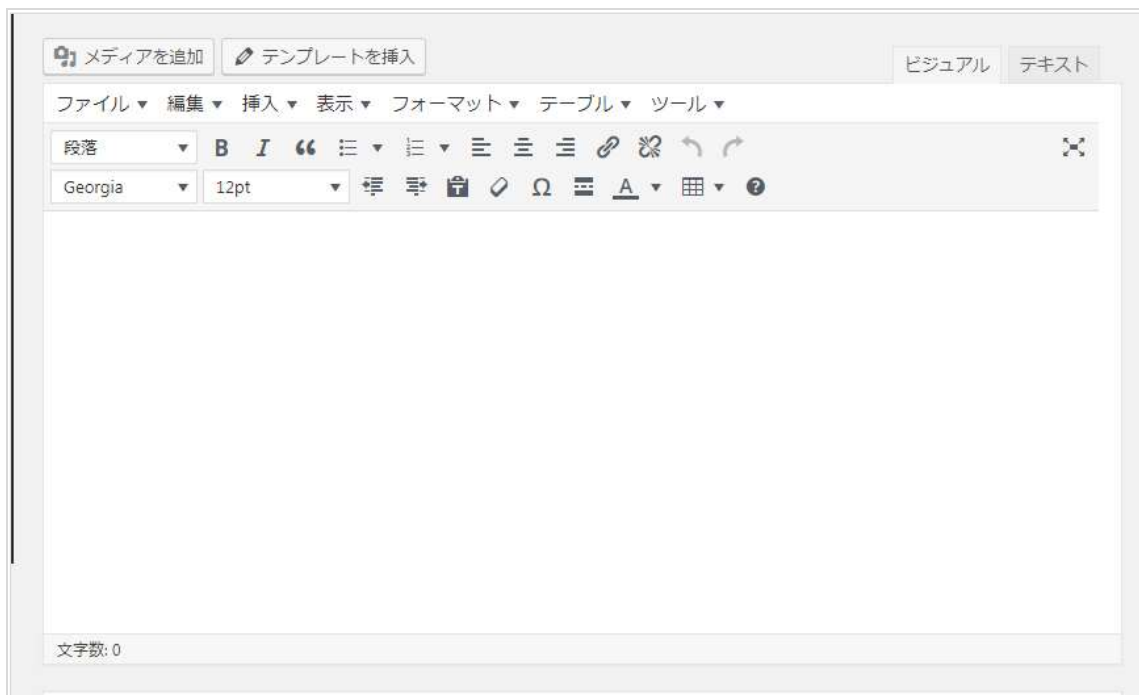 メディアを追加 テンプレートを挿入
ビジュアル テキスト
ファイル 編集 挿入 表示 フォーマット テーブル ツール
段落 B I
Georgia 12pt Ω A
文字数: 0